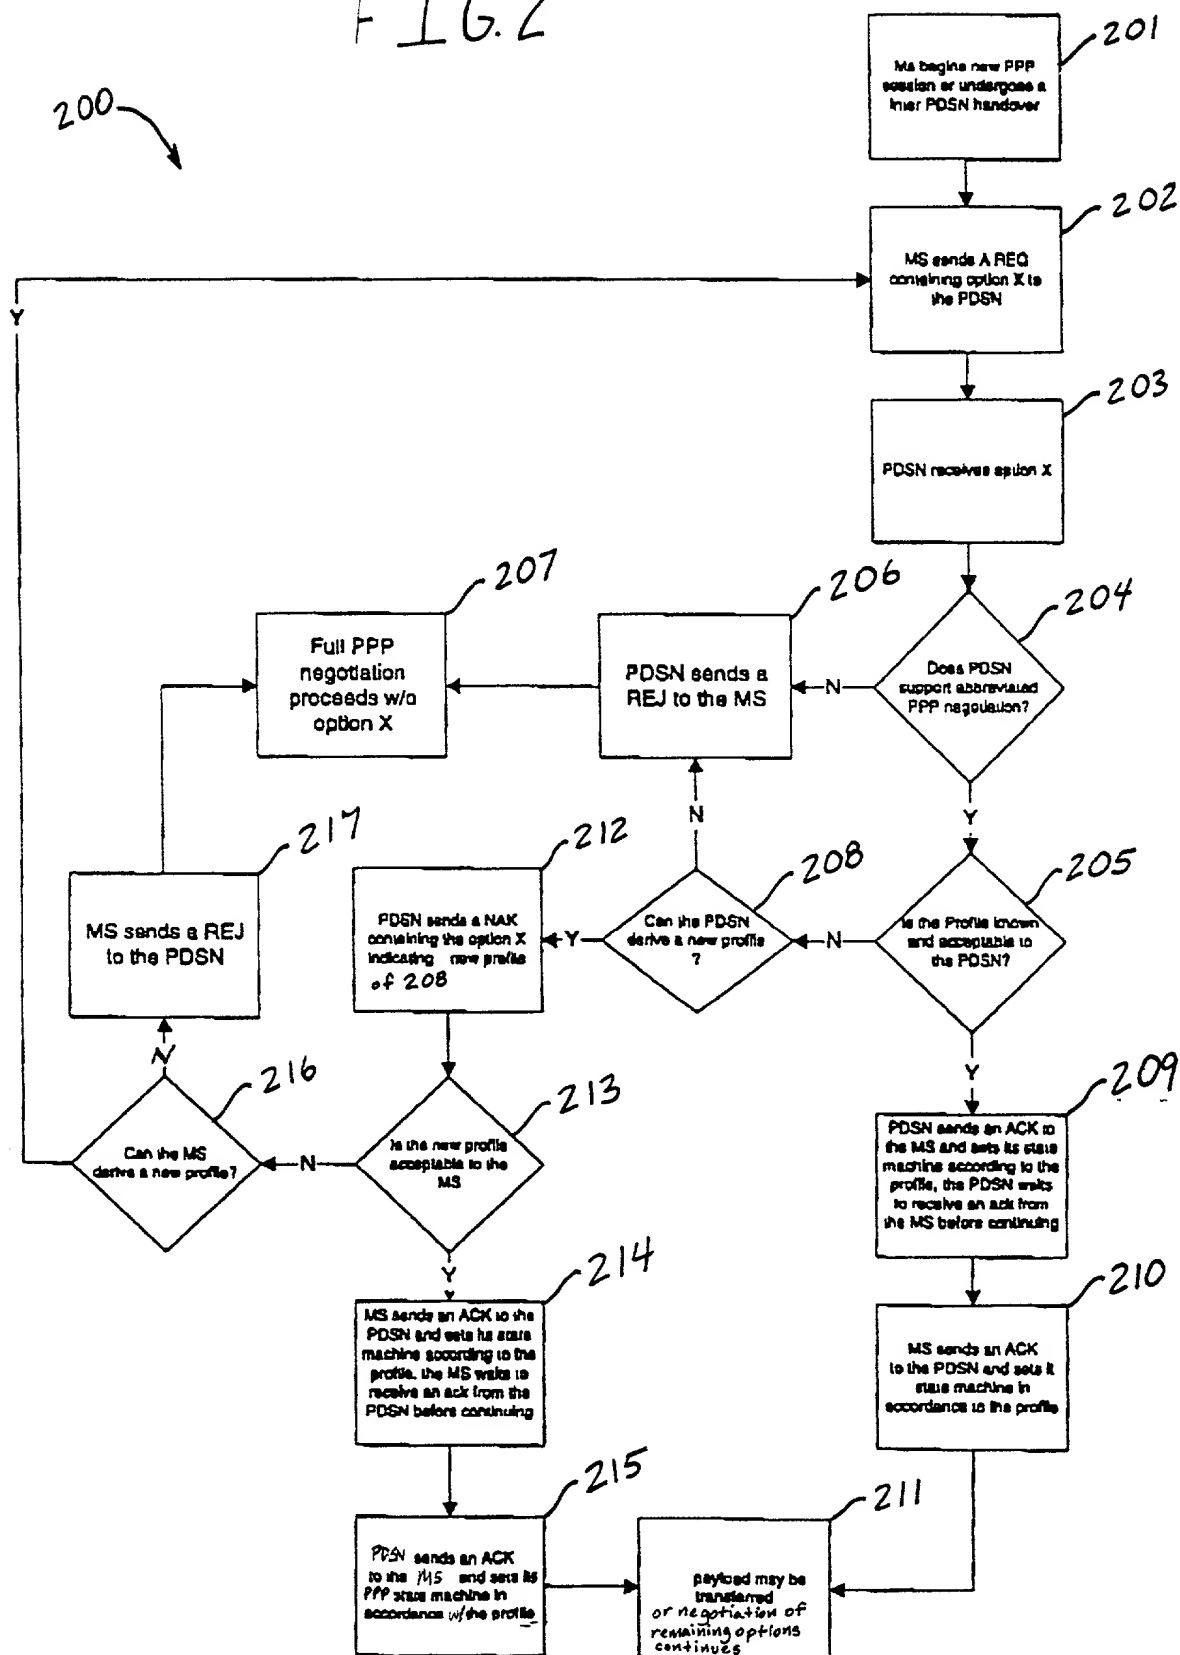 FIG. 2
200
201
Ms begins new PPP
session or undergoes a
inter PDSN handover
202
MS sends A REQ
containing option X to
the PDSN
Y
203
PDSN receives option X
204
Does PDSN
support abbreviated
PPP negotiation?
N
206
PDSN sends a
REJ to the MS
207
Full PPP
negotiation
proceeds w/o
option X
Y
N
205
Is the Profile known
and acceptable to
the PDSN?
N
208
Can the PDSN
derive a new profile
?
Y
212
PDSN sends a NAK
containing the option X
indicating new profile
of 208
217
MS sends a REJ
to the PDSN
N
216
Can the MS
derive a new profile?
N
213
Is the new profile
acceptable to the
MS
Y
209
PDSN sends an ACK to
the MS and sets its state
machine according to the
profile, the PDSN waits
to receive an ack from
the MS before continuing
Y
214
MS sends an ACK to the
PDSN and sets its state
machine according to the
profile, the MS waits to
receive an ack from the
PDSN before continuing
210
MS sends an ACK
to the PDSN and sets it
state machine in
accordance to the profile
215
PDSN sends an ACK
to the MS and sets its
PPP state machine in
accordance w/ the profile
211
payload may be
transferred
or negotiation of
remaining options
continues